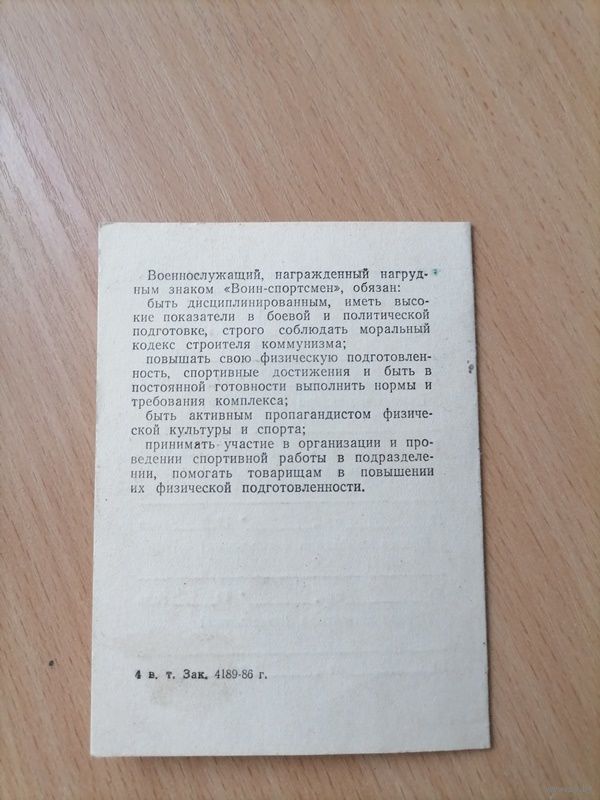 Военнослужащий, награжденный нагруд-
ным знаком «Воин-спортсмен», обязан:
быть дисциплинированным, иметь высо-
кие показатели в боевой и политической
подготовке, строго соблюдать моральный
кодекс строителя коммунизма;
повышать свою физическую подготовлен-
ность, спортивные достижения и быть в
постоянной готовности выполнить нормы и
требования комплекса;
быть активным пропагандистом физиче-
ской культуры и спорта;
принимать участие в организации и про-
ведении спортивной работы в подразделе-
нии, помогать товарищам в повышении
их физической подготовленности.
4 в. т. Зак. 4189-86 г.